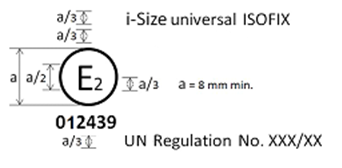 a/3 i-Size universal ISOFIX
a/3
a a/2 E2 a/3 a = 8 mm min.
012439
a/3 UN Regulation No. XXX/XX